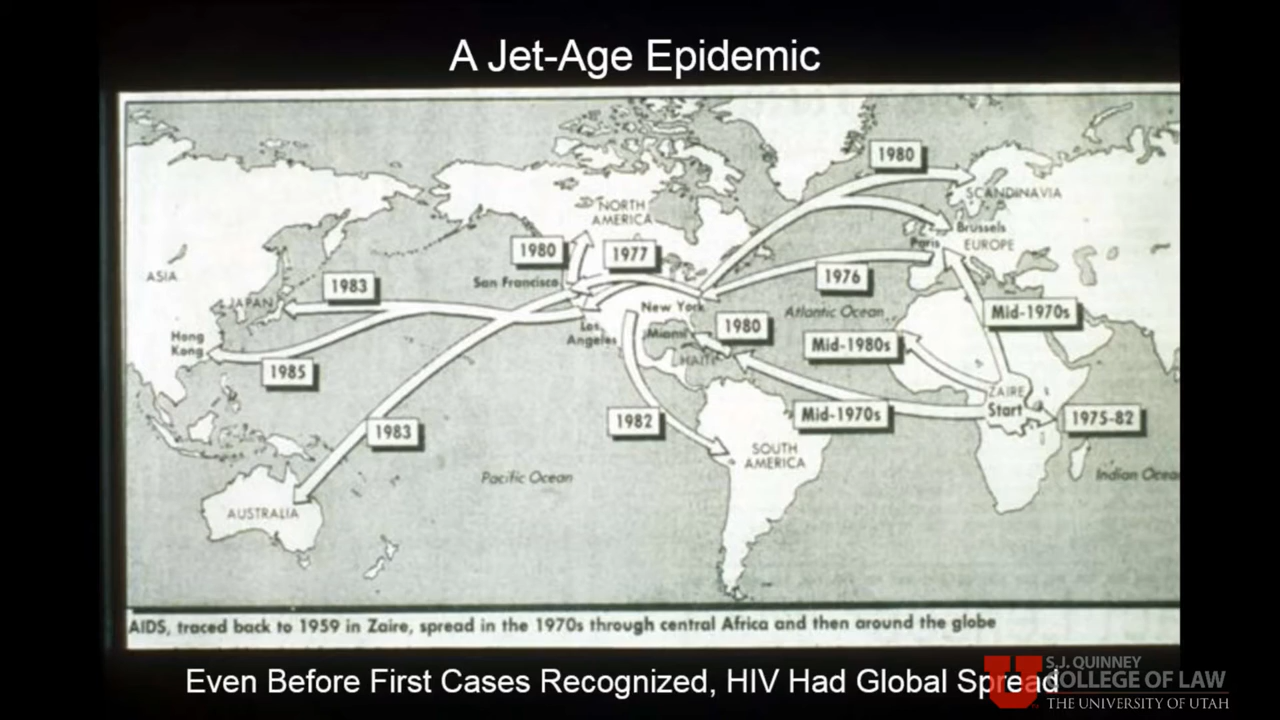 A Jet-Age Epidemic
1980
SCANDINAVIA
NORTH
AMERICA
Brussels
Paris
EUROPE
1980
1977
ASIA
San Francisco
1976
1983
JAPAN
New York
Atlantic Ocean
Mid-1970s
Hong
Kong
Los
Angeles
Miami
1980
Mid-1980s
HAITI
1985
ZAIRE
Start
1982
Mid-1970s
1975-82
1983
SOUTH
AMERICA
Pacific Ocean
Indian Ocea
AUSTRALIA
AIDS, traced back to 1959 in Zaire, spread in the 1970s through central Africa and then around the globe
Even Before First Cases Recognized, HIV Had Global Spread
S.J. QUINNEY
COLLEGE OF LAW
THE UNIVERSITY OF UTAH